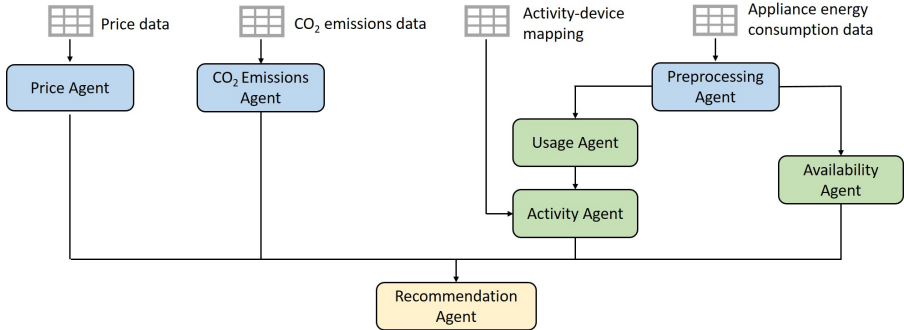 Price data
CO₂ emissions data
Activity-device
mapping
Appliance energy
consumption data
Price Agent
CO₂ Emissions
Agent
Preprocessing
Agent
Usage Agent
Availability
Agent
Activity Agent
Recommendation
Agent